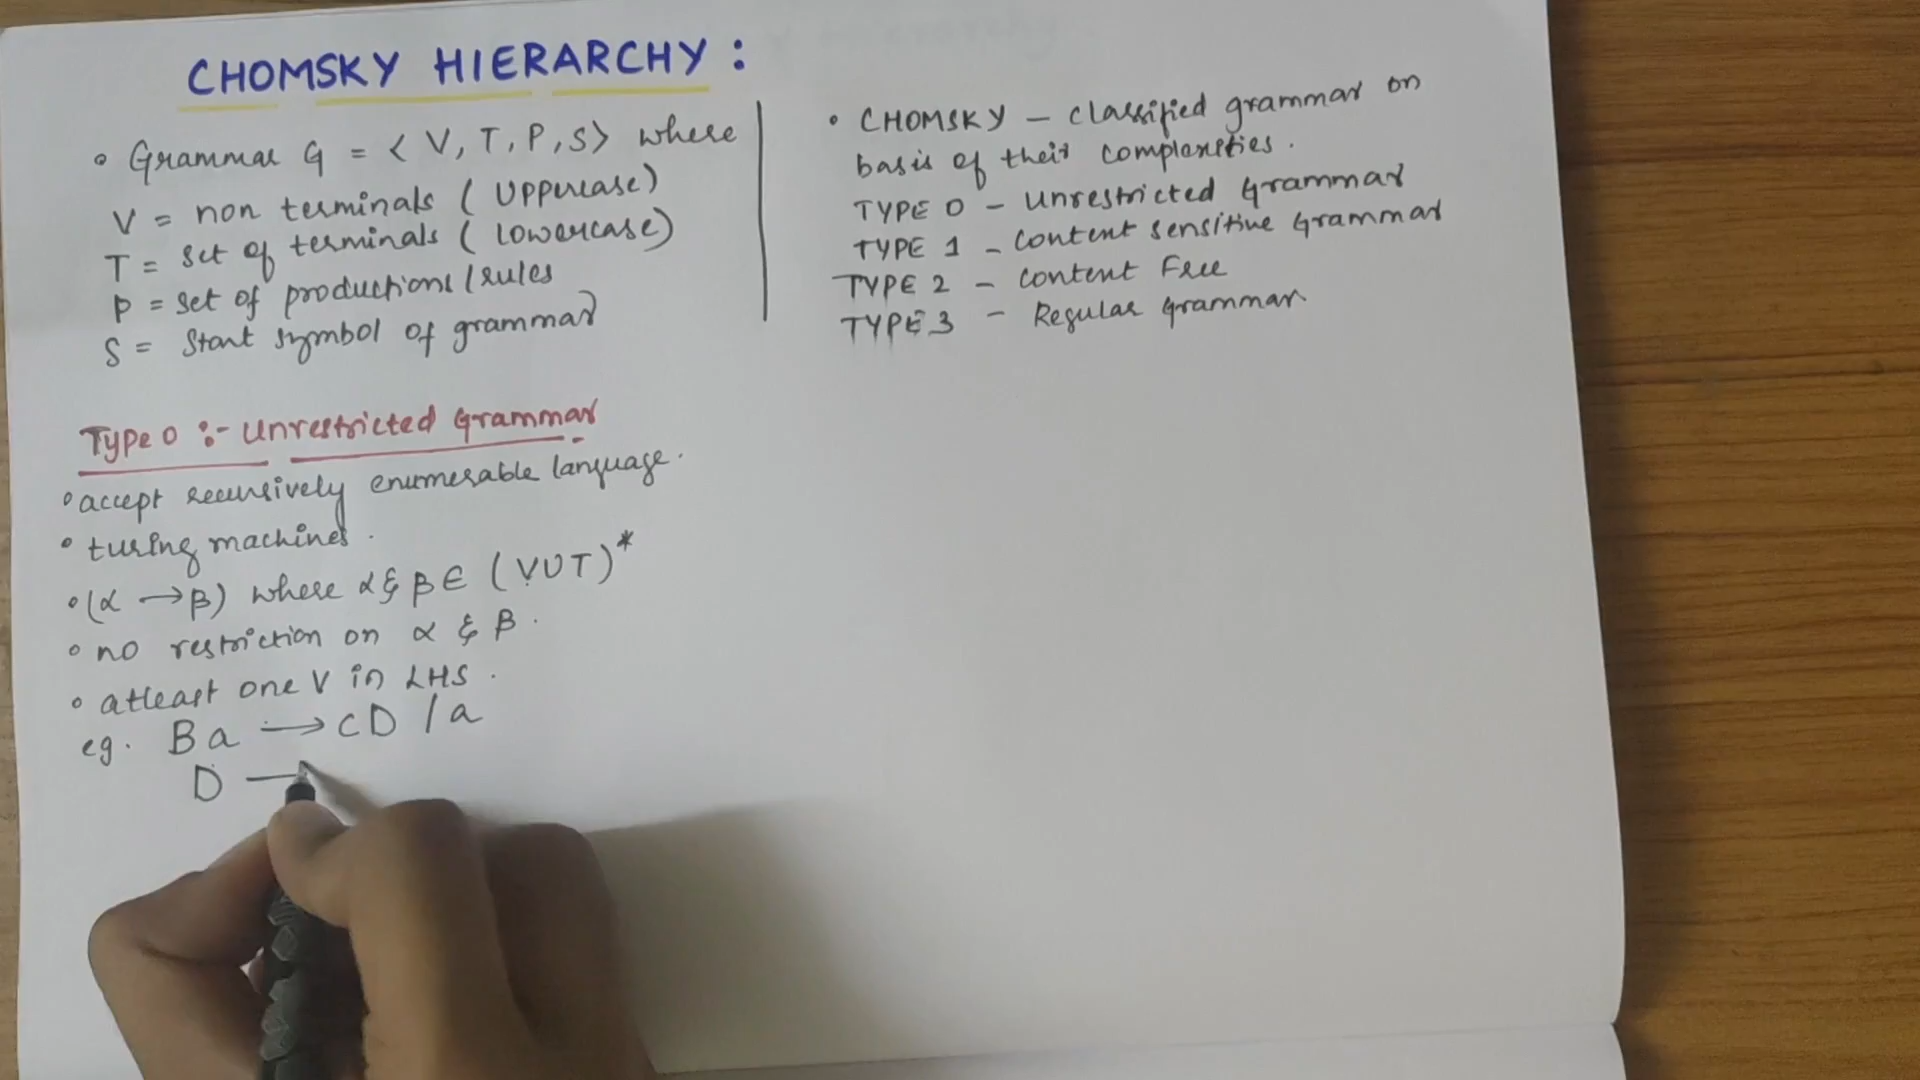 CHOMSKY HIERARCHY :
• Grammar G = < V, T, P, S > where
V = non terminals ( Uppercase)
T = set of terminals ( lowercase)
P = set of productions / rules
S = Start symbol of grammar
• CHOMSKY – Classified grammar on
basis of their complexities.
TYPE 0 – Unrestricted Grammar
TYPE 1 – Content sensitive Grammar
TYPE 2 – Content Free
TYPE 3 – Regular Grammar
Type 0 :- Unrestricted Grammar
• accept recursively enumerable language.
• turing machines.
• (α → β) where α & β ∈ (VUT)*
• no restriction on α & β.
• atleast one V in LHS.
eg. Ba → cD / a
D —